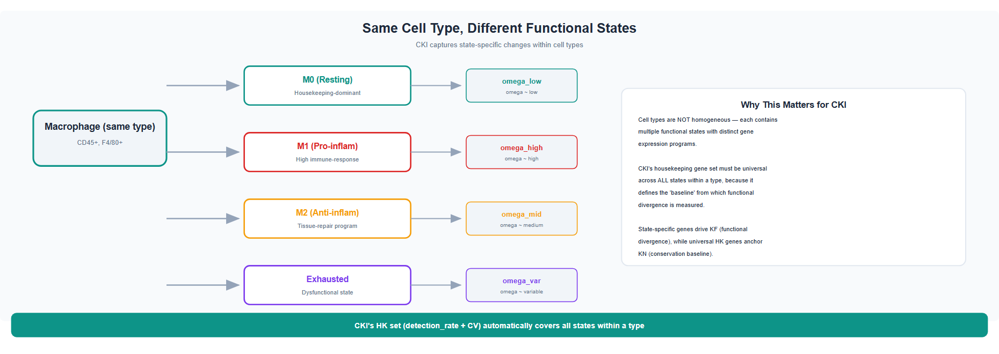 Same Cell Type, Different Functional States
CKI captures state-specific changes within cell types
Macrophage (same type)
CD45+, F4/80+
M0 (Resting)
Housekeeping-dominant
omega_low
omega ~ low
M1 (Pro-inflam)
High immune-response
omega_high
omega ~ high
M2 (Anti-inflam)
Tissue-repair program
omega_mid
omega ~ medium
Exhausted
Dysfunctional state
omega_var
omega ~ variable
Why This Matters for CKI
Cell types are NOT homogeneous — each contains
multiple functional states with distinct gene
expression programs.
CKI's housekeeping gene set must be universal
across ALL states within a type, because it
defines the 'baseline' from which functional
divergence is measured.
State-specific genes drive KF (functional
divergence), while universal HK genes anchor
KN (conservation baseline).
CKI's HK set (detection_rate + CV) automatically covers all states within a type